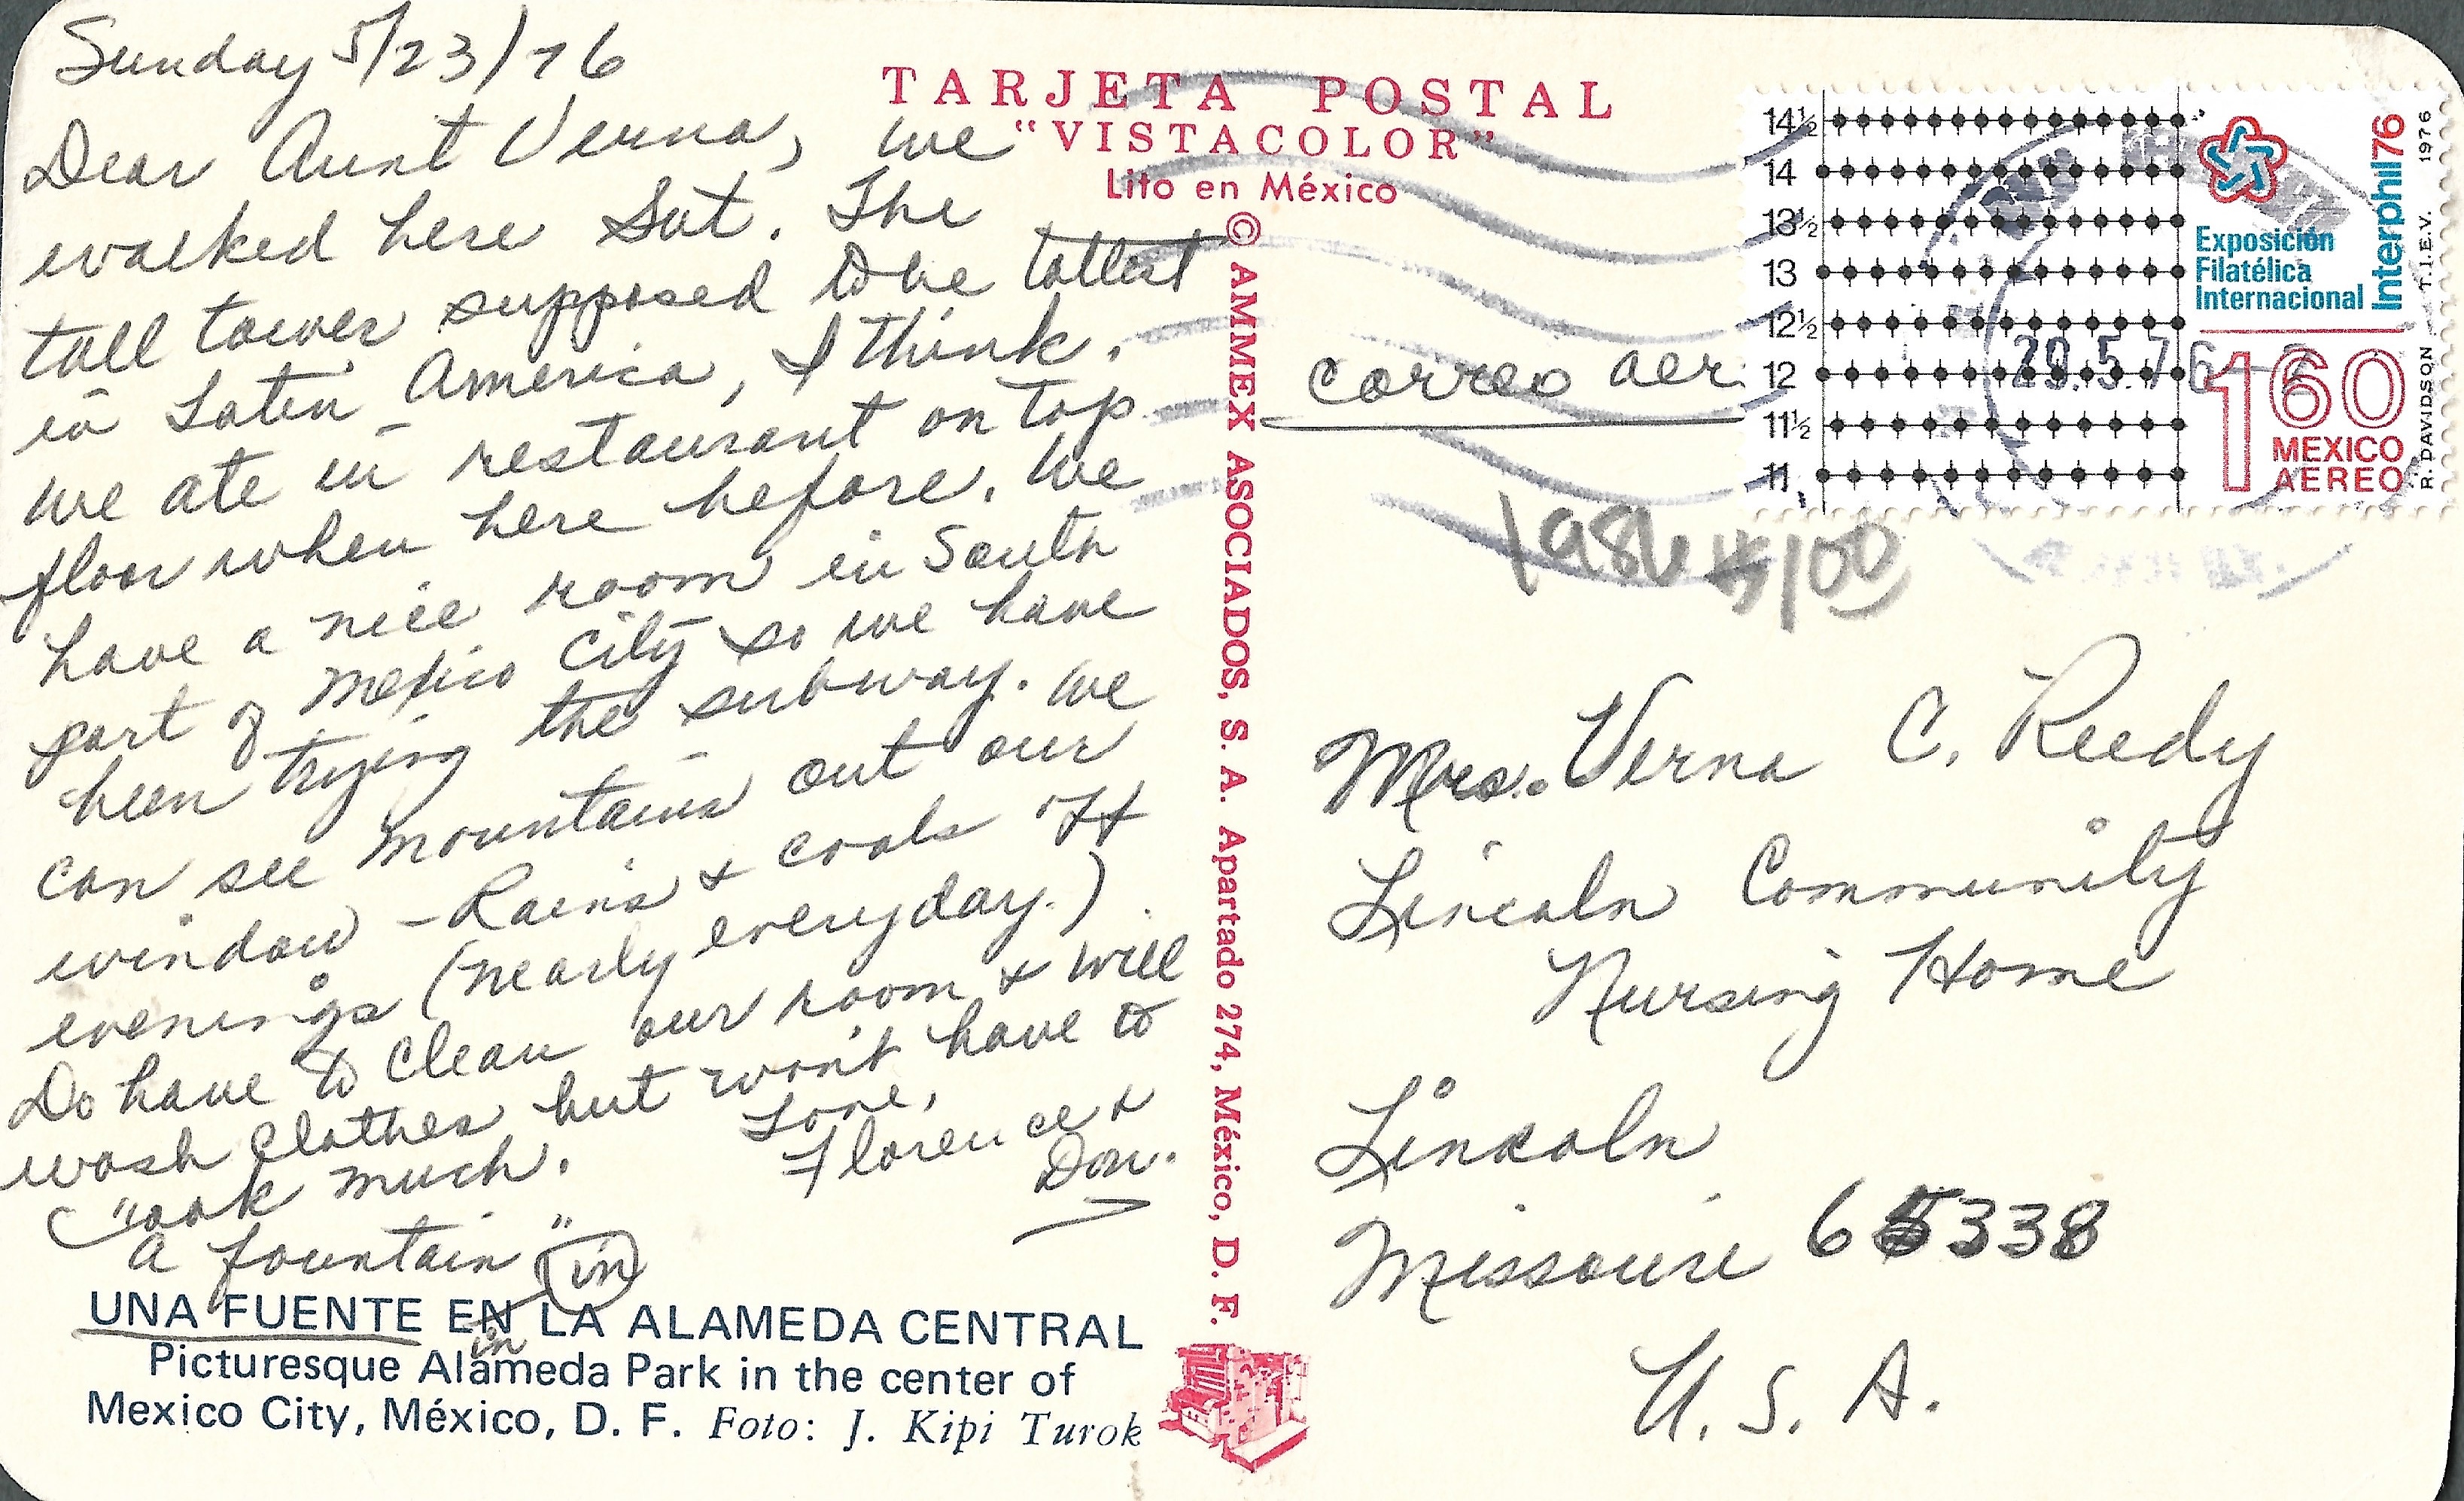 Sunday 5/23/76
Dear Aunt Verna, we
walked here Sat. The
tall tower supposed to be tallest
in Latin America, I think.
We ate in restaurant on top
floor when here before. We
have a nice room in South
part of Mexico City so we have
been trying the subway. We
can see mountains out our
window - Rains & cools off
evenings (nearly everyday.)
Do have to clean our room & will
wash clothes but won't have to
cook much.
Love,
Florence &
Don.
"a fountain" in
UNA FUENTE EN LA ALAMEDA CENTRAL
in
Picturesque Alameda Park in the center of
Mexico City, México, D. F. Foto: J. Kipi Turok
TARJETA POSTAL
"VISTACOLOR"
Lito en México
© AMMEX ASOCIADOS, S. A. Apartado 274, México, D. F.
correo aer
14½
14
13½
13
12½
12
11½
11
Exposición
Filatélica
Internacional
Interphil 76
1.60
MEXICO
AEREO
R. DAVIDSON T.I.E.V. 1976
29.5.76
$100
Mrs. Verna C. Reedy
Lincoln Community
Nursing Home
Lincoln
Missouri 65338
U. S. A.